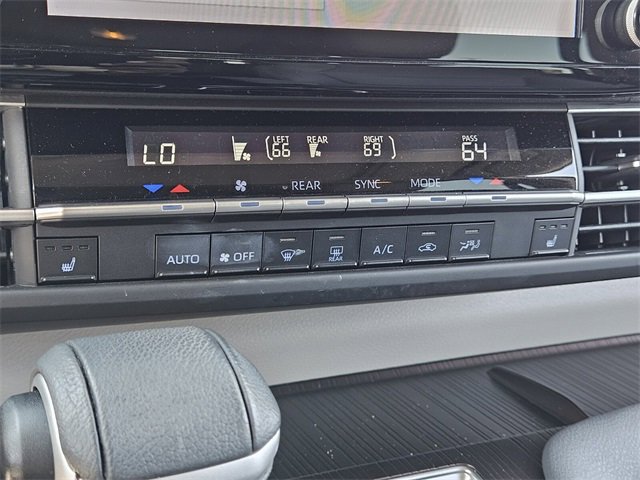 LEFT REAR RIGHT PASS
LO 66 69 64
REAR SYNC MODE
AUTO OFF REAR A/C